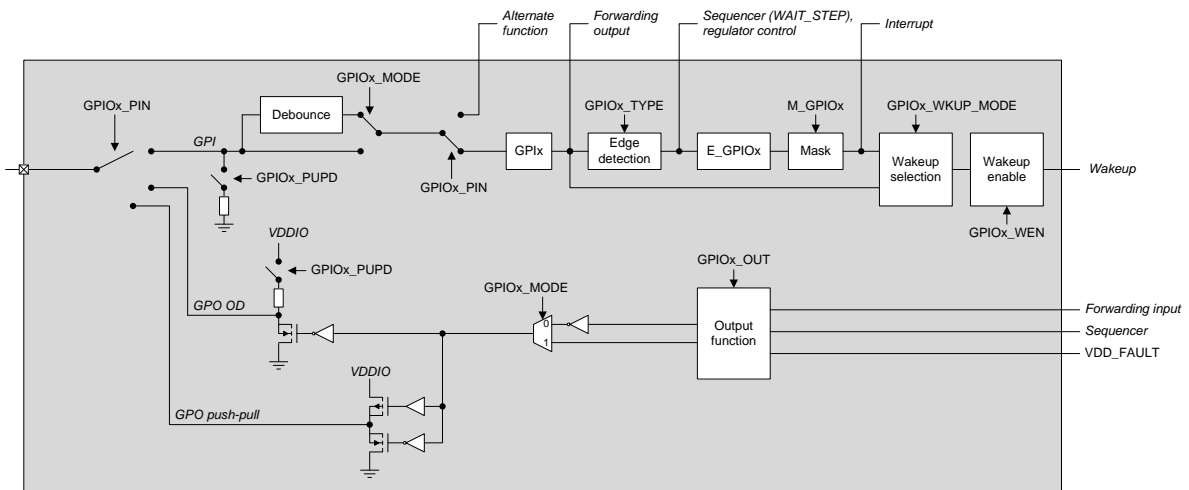 Alternate
function
Forwarding
output
Sequencer (WAIT_STEP),
regulator control
Interrupt
GPIOx_PIN
GPIOx_MODE
Debounce
GPI
GPIOx_PUPD
GPIOx_PIN
GPIx
GPIOx_TYPE
Edge
detection
E_GPIOx
M_GPIOx
Mask
GPIOx_WKUP_MODE
Wakeup
selection
Wakeup
enable
Wakeup
GPIOx_WEN
VDDIO
GPIOx_PUPD
GPO OD
GPIOx_MODE
0
1
GPIOx_OUT
Output
function
Forwarding input
Sequencer
VDD_FAULT
VDDIO
GPO push-pull